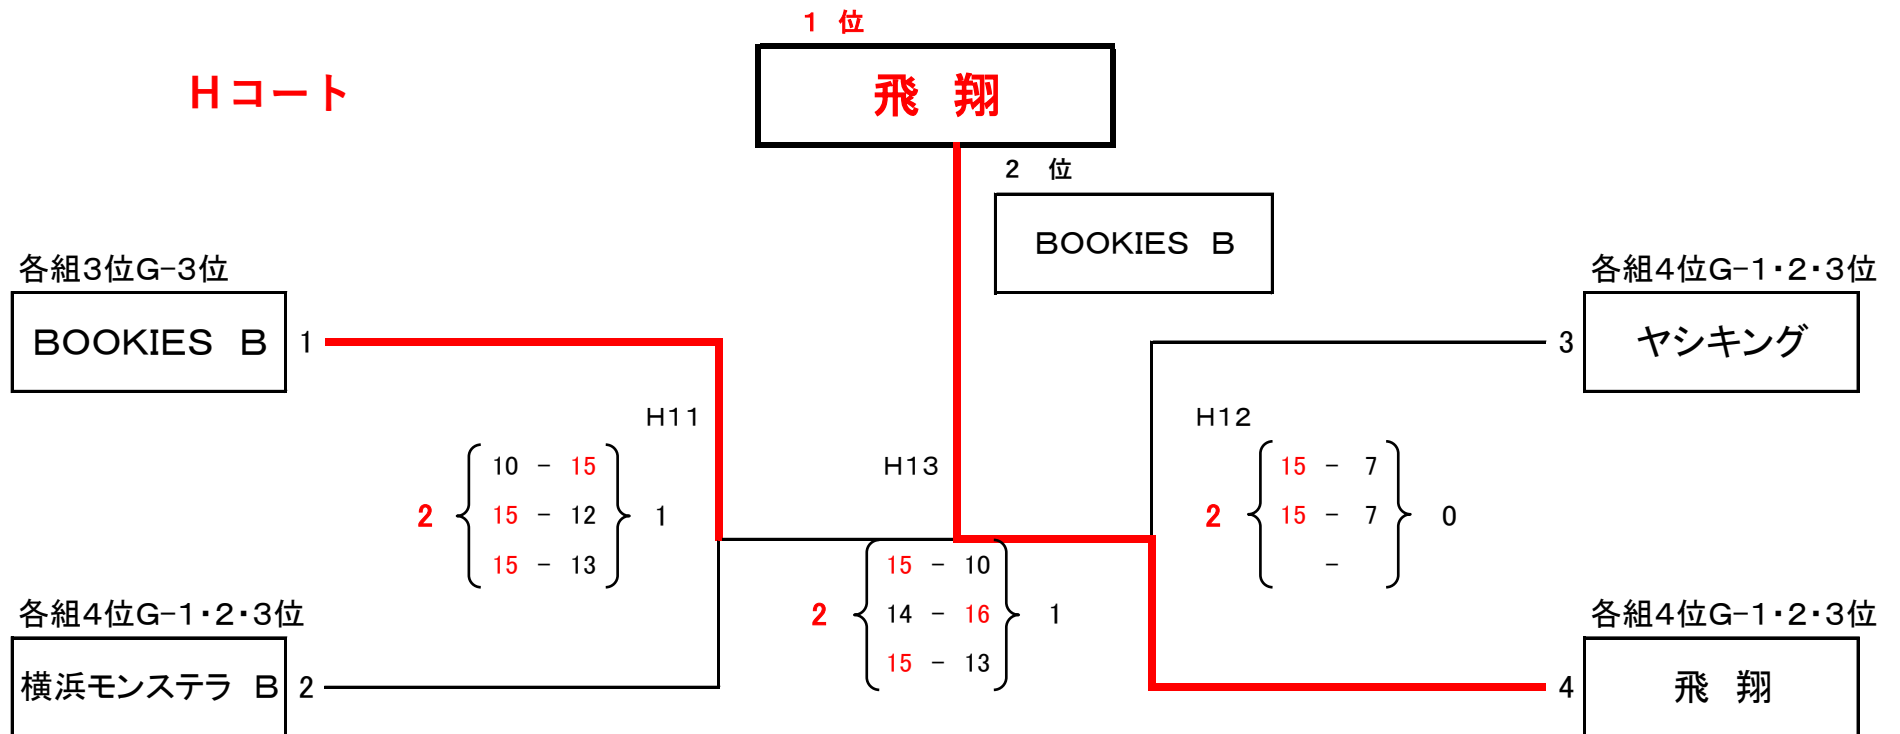 １ 位
Ｈコート
飛 翔
２ 位
ＢＯＯＫＩＥＳ Ｂ
各組３位Ｇ−３位
各組４位Ｇ−１・２・３位
ＢＯＯＫＩＥＳ Ｂ 1
3 ヤシキング
Ｈ１１
Ｈ１２
Ｈ１３
10 − 15
2 15 − 12 1
15 − 13
15 − 7
2 15 − 7 0
−
15 − 10
2 14 − 16 1
15 − 13
各組４位Ｇ−１・２・３位
各組４位Ｇ−１・２・３位
横浜モンステラ Ｂ 2
4 飛 翔